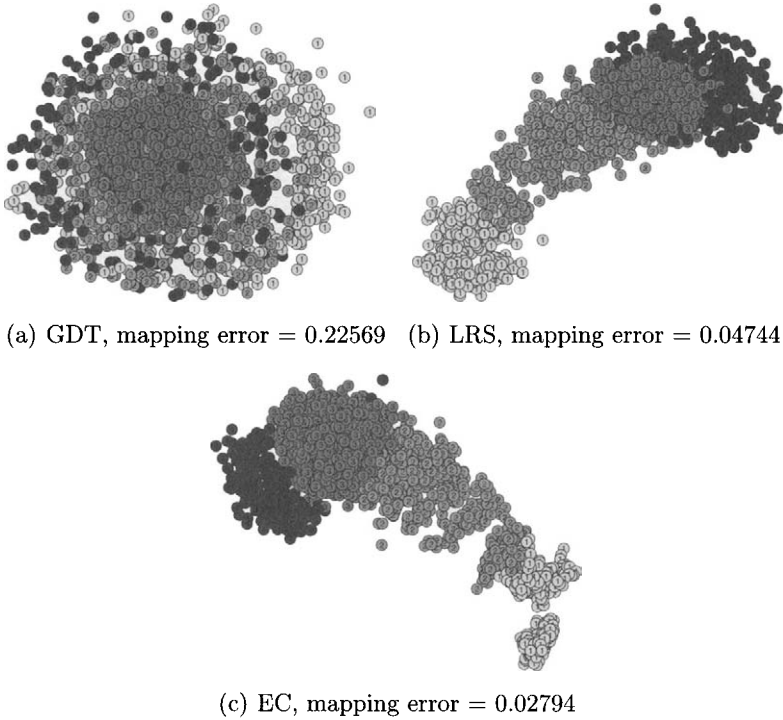 (a) GDT, mapping error = 0.22569 (b) LRS, mapping error = 0.04744
(c) EC, mapping error = 0.02794